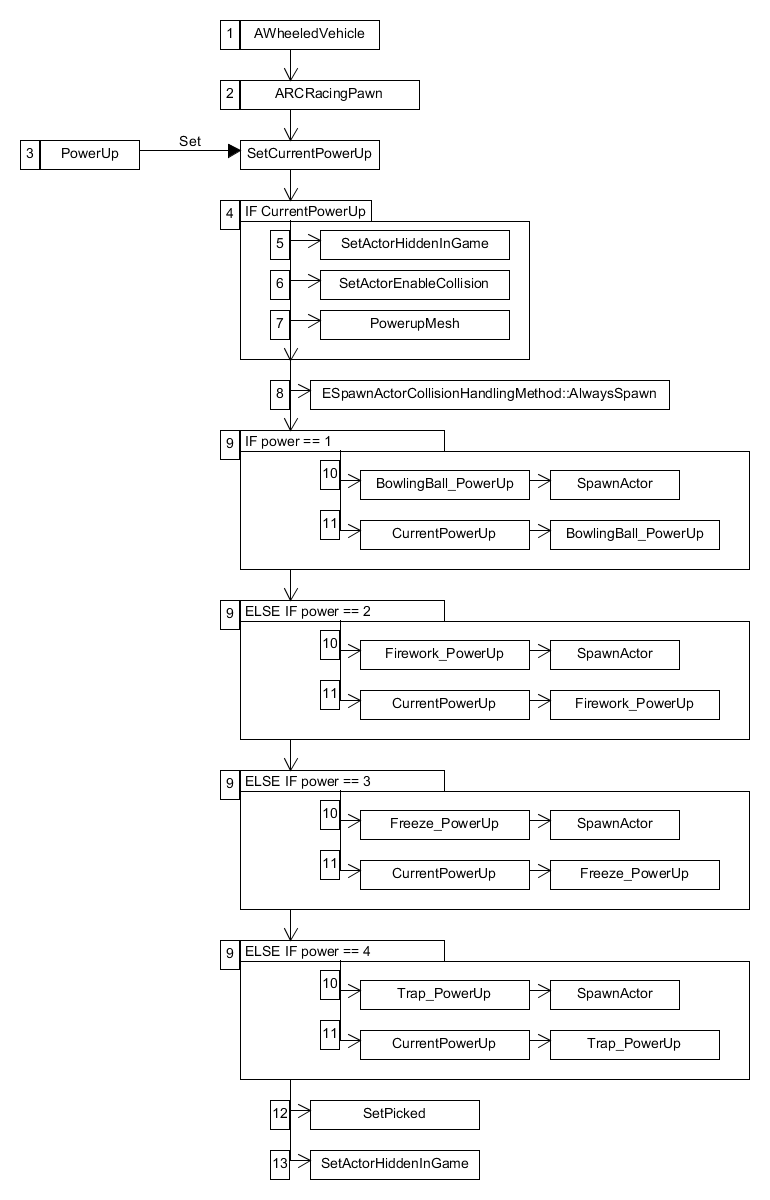 1 AWheeledVehicle
2 ARCRacingPawn
Set
3 PowerUp SetCurrentPowerUp
4 IF CurrentPowerUp
5 SetActorHiddenInGame
6 SetActorEnableCollision
7 PowerupMesh
8 ESpawnActorCollisionHandlingMethod::AlwaysSpawn
9 IF power == 1
10 BowlingBall_PowerUp SpawnActor
11 CurrentPowerUp BowlingBall_PowerUp
9 ELSE IF power == 2
10 Firework_PowerUp SpawnActor
11 CurrentPowerUp Firework_PowerUp
9 ELSE IF power == 3
10 Freeze_PowerUp SpawnActor
11 CurrentPowerUp Freeze_PowerUp
9 ELSE IF power == 4
10 Trap_PowerUp SpawnActor
11 CurrentPowerUp Trap_PowerUp
12 SetPicked
13 SetActorHiddenInGame